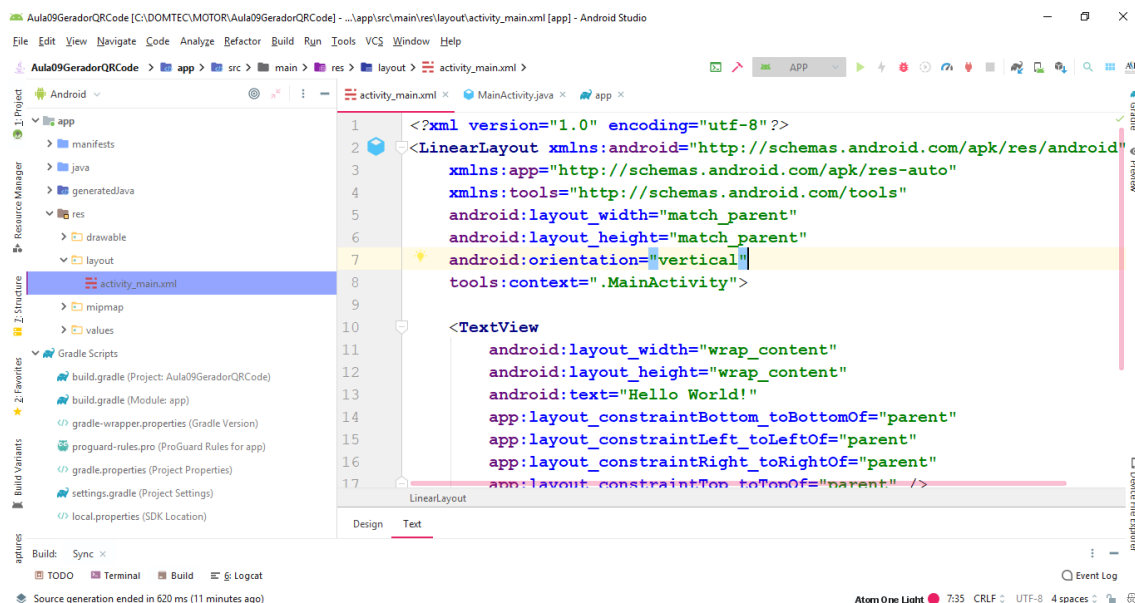 Aula09GeradorQRCode [C:\DOMTEC\MOTOR\Aula09GeradorQRCode] - ...\app\src\main\res\layout\activity_main.xml [app] - Android Studio
File Edit View Navigate Code Analyze Refactor Build Run Tools VCS Window Help
Aula09GeradorQRCode > app > src > main > res > layout > activity_main.xml > APP
1: Project
Resource Manager
7: Structure
2: Favorites
Build Variants
Android
app
manifests
java
generatedJava
res
drawable
layout
activity_main.xml
mipmap
values
Gradle Scripts
build.gradle (Project: Aula09GeradorQRCode)
build.gradle (Module: app)
gradle-wrapper.properties (Gradle Version)
proguard-rules.pro (ProGuard Rules for app)
gradle.properties (Project Properties)
settings.gradle (Project Settings)
local.properties (SDK Location)
activity_main.xml × MainActivity.java × app ×
1 <?xml version="1.0" encoding="utf-8"?>
2 <LinearLayout xmlns:android="http://schemas.android.com/apk/res/android"
3 xmlns:app="http://schemas.android.com/apk/res-auto"
4 xmlns:tools="http://schemas.android.com/tools"
5 android:layout_width="match_parent"
6 android:layout_height="match_parent"
7 android:orientation="vertical"
8 tools:context=".MainActivity">
9
10 <TextView
11 android:layout_width="wrap_content"
12 android:layout_height="wrap_content"
13 android:text="Hello World!"
14 app:layout_constraintBottom_toBottomOf="parent"
15 app:layout_constraintLeft_toLeftOf="parent"
16 app:layout_constraintRight_toRightOf="parent"
17 app:layout_constraintTop_toTopOf="parent" />
LinearLayout
Design Text
Gradle
Preview
Device File Explorer
aptures
Build: Sync ×
TODO Terminal Build 6: Logcat Event Log
Source generation ended in 620 ms (11 minutes ago) Atom One Light 7:35 CRLF UTF-8 4 spaces